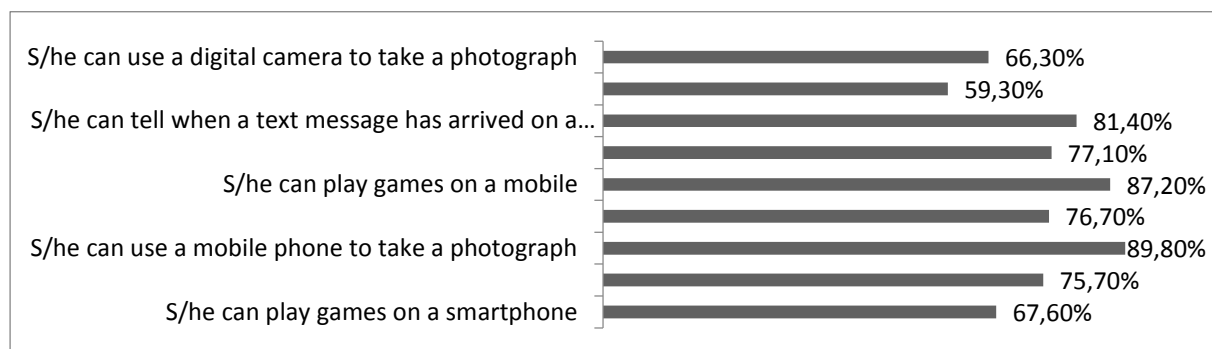 S/he can use a digital camera to take a photograph 66,30%
59,30%
S/he can tell when a text message has arrived on a... 81,40%
77,10%
S/he can play games on a mobile 87,20%
76,70%
S/he can use a mobile phone to take a photograph 89,80%
75,70%
S/he can play games on a smartphone 67,60%